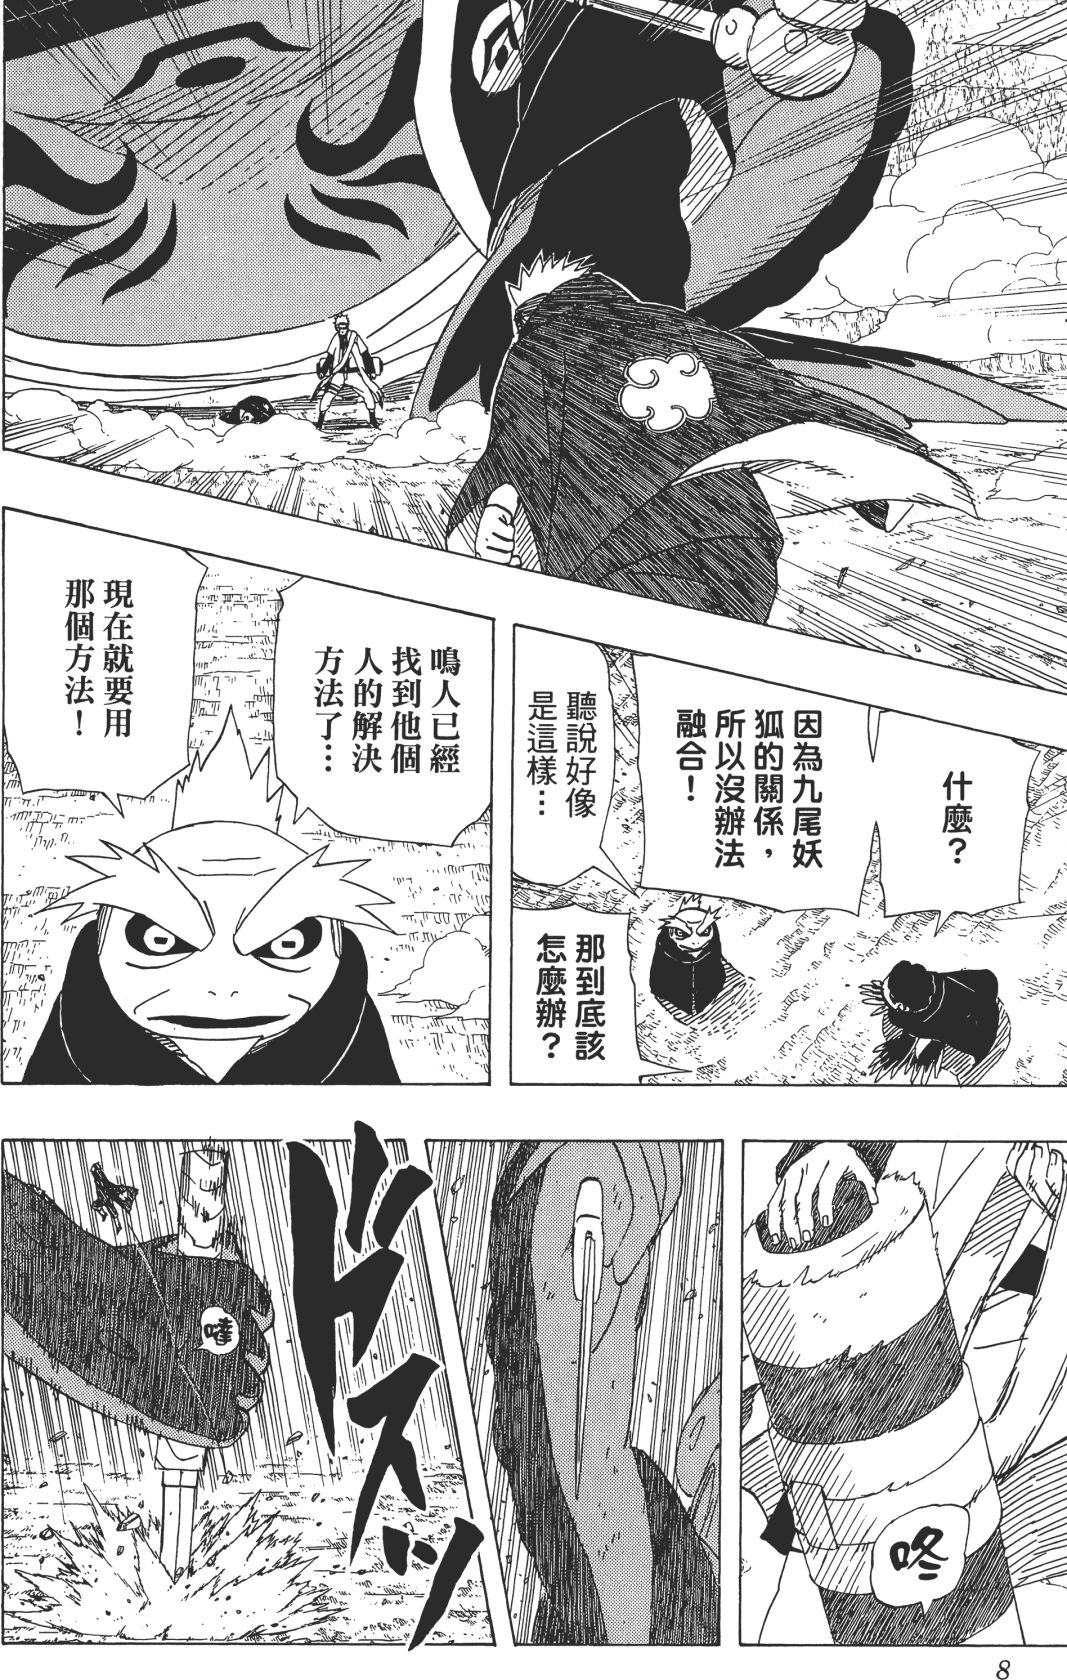 什麼？
因為九尾妖
狐的關係，
所以沒辦法
融合！
聽說好像
是這樣…
那到底該
怎麼辦？
鳴人已經
找到他個
人的解決
方法了…
現在就要用
那個方法！
咚
ドズッ
噠
8